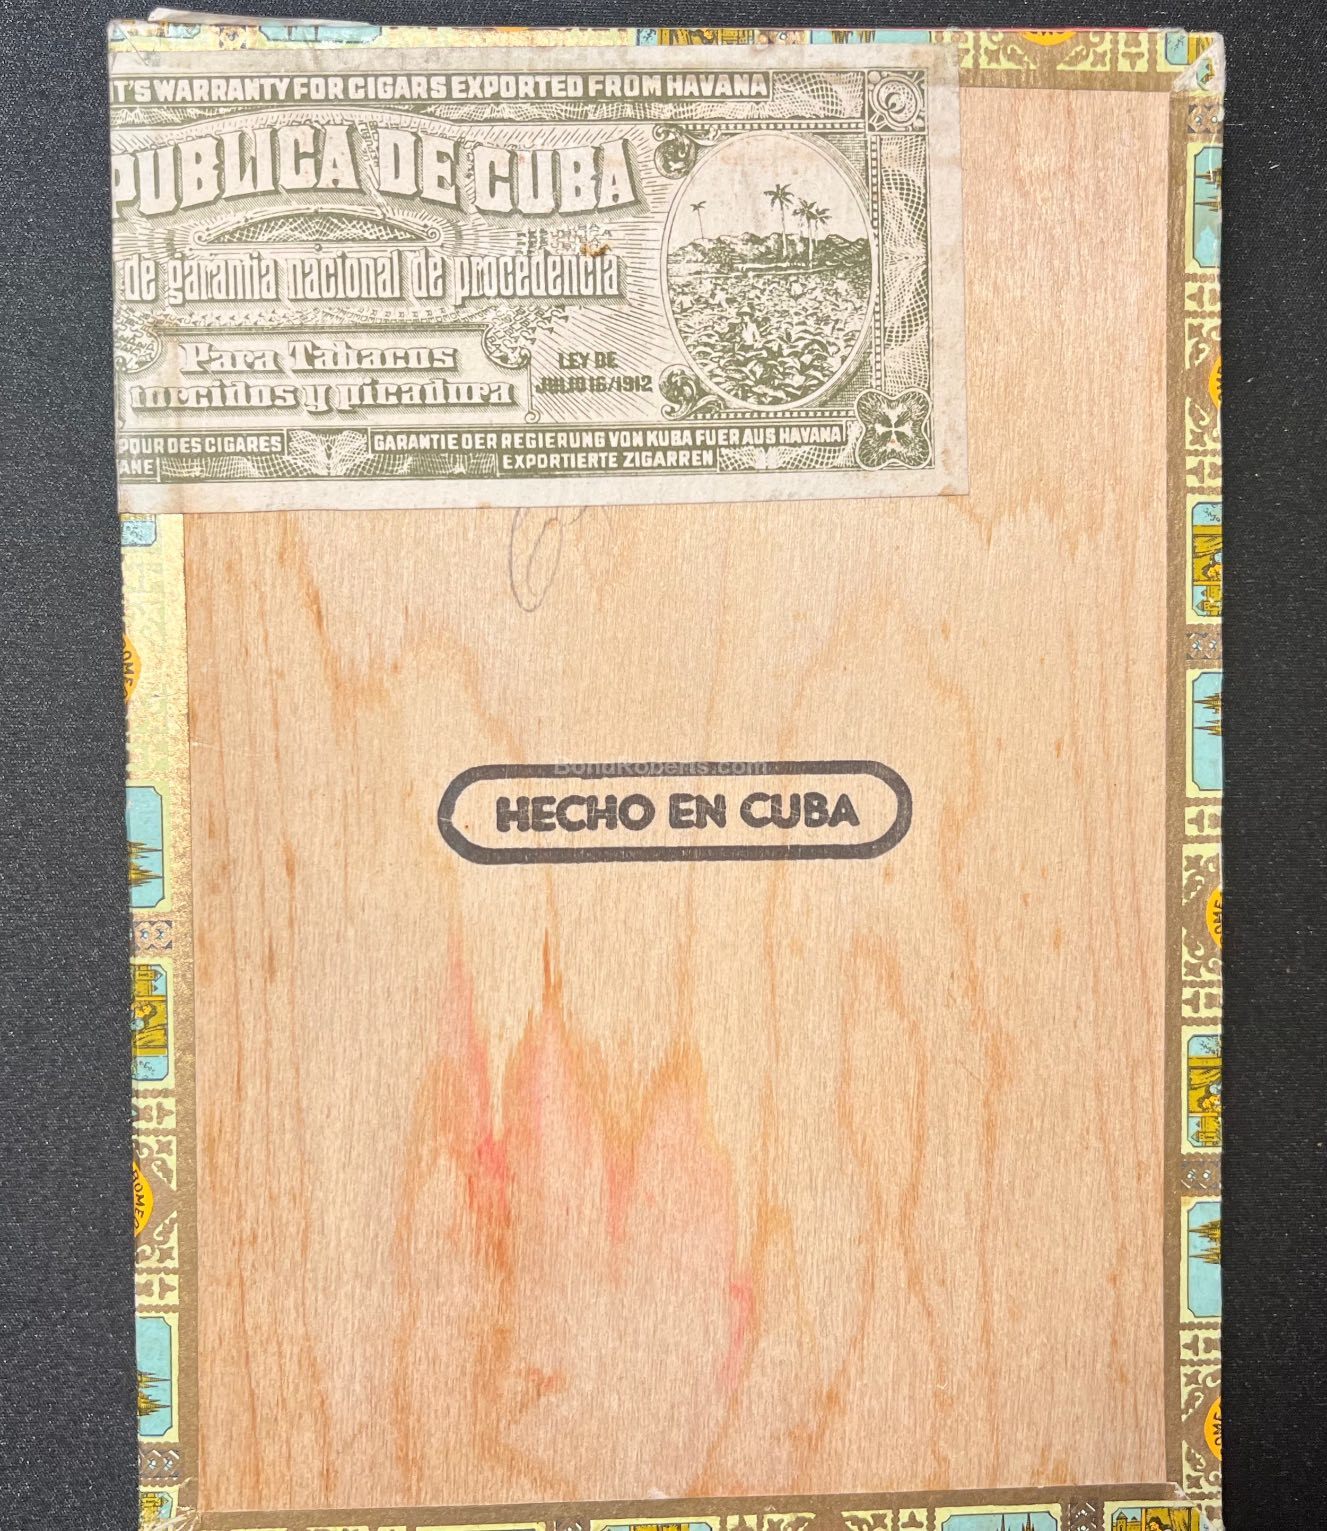 T'S WARRANTY FOR CIGARS EXPORTED FROM HAVANA
PUBLICA DE CUBA
de garantia nacional de procedencia
Para Tabacos
torcidos y picadura
LEY DE
JULIO 16/1912
POUR DES CIGARES
ANE
GARANTIE DER REGIERUNG VON KUBA FUER AUS HAVANA
EXPORTIERTE ZIGARREN
BondRoberts.com
HECHO EN CUBA